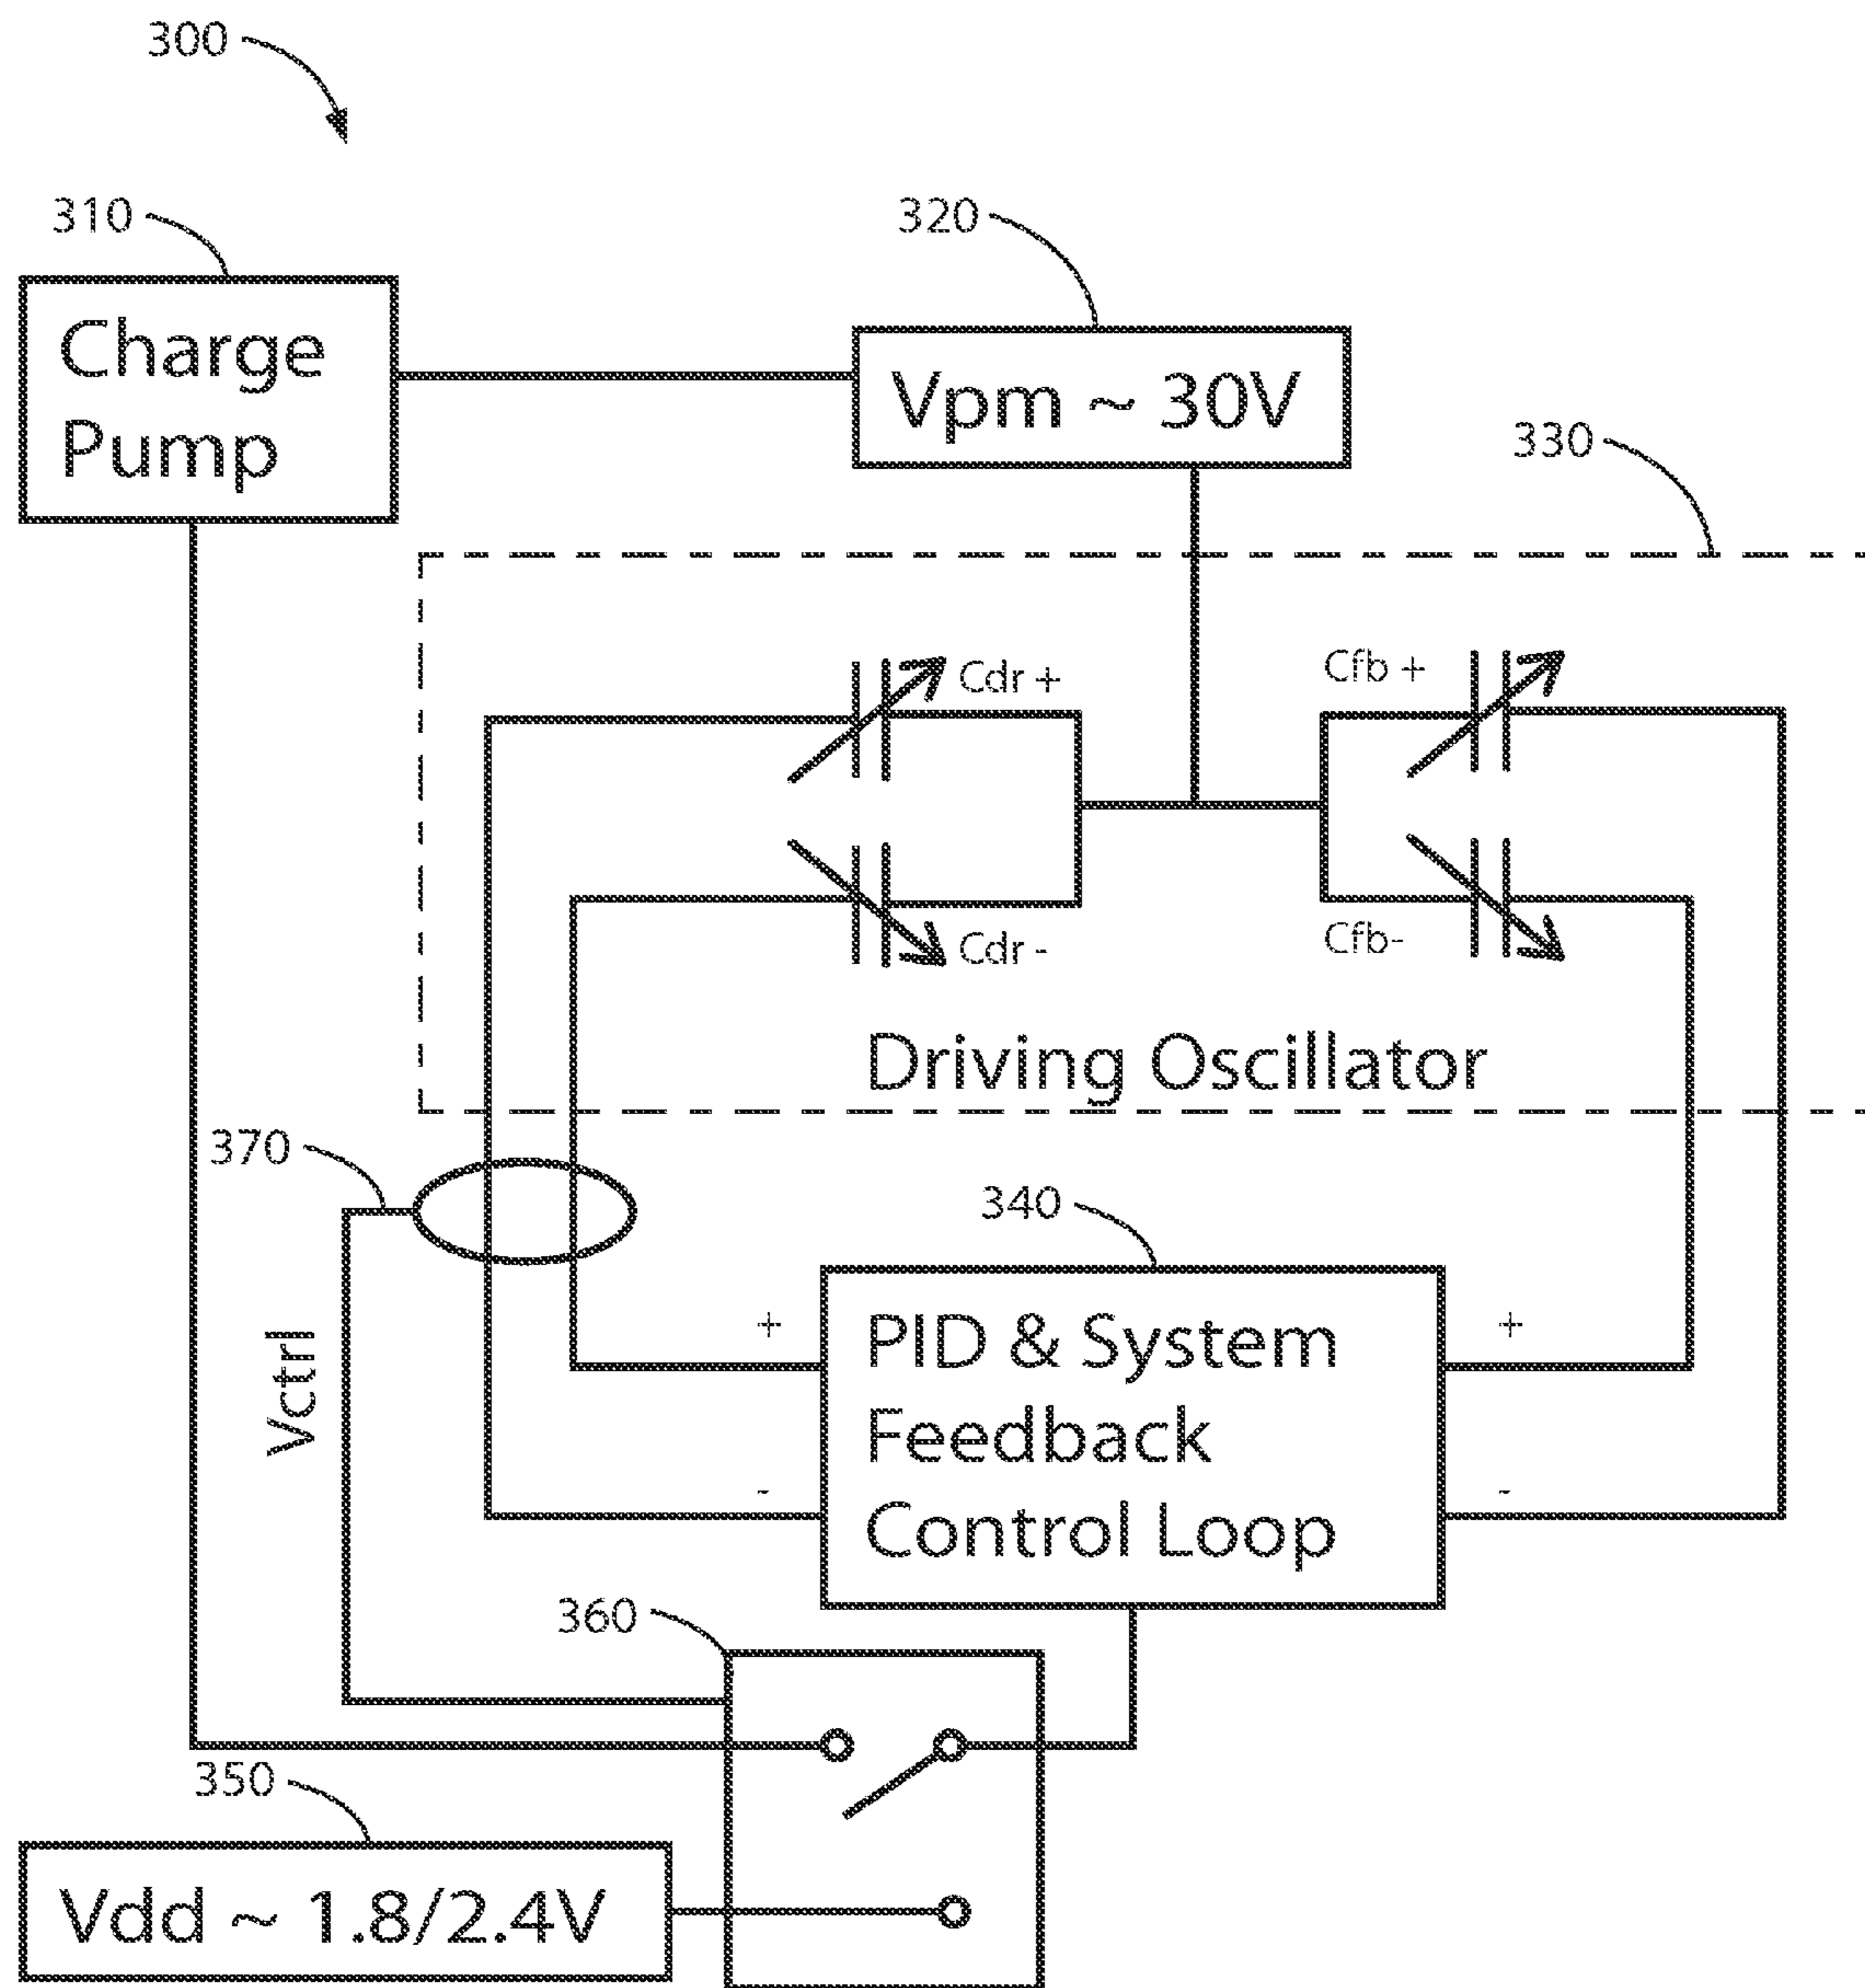 300
310
320
Charge
Pump
Vpm ~ 30V
330
Cdr +
Cfb +
Cdr -
Cfb-
Driving Oscillator
370
340
Vctrl
+
+
PID & System
Feedback
Control Loop
-
-
360
350
Vdd ~ 1.8/2.4V